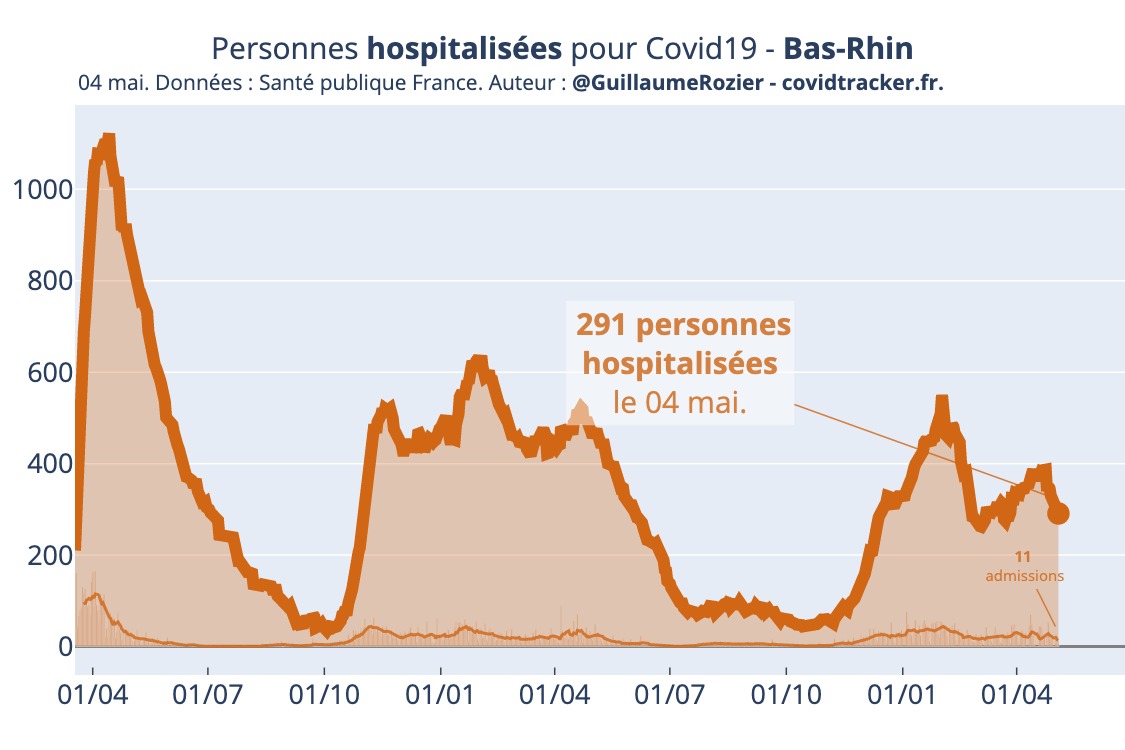 Personnes hospitalisées pour Covid19 - Bas-Rhin
04 mai. Données : Santé publique France. Auteur : @GuillaumeRozier - covidtracker.fr.
1000
800
600
400
200
0
291 personnes
hospitalisées
le 04 mai.
11
admissions
01/04 01/07 01/10 01/01 01/04 01/07 01/10 01/01 01/04